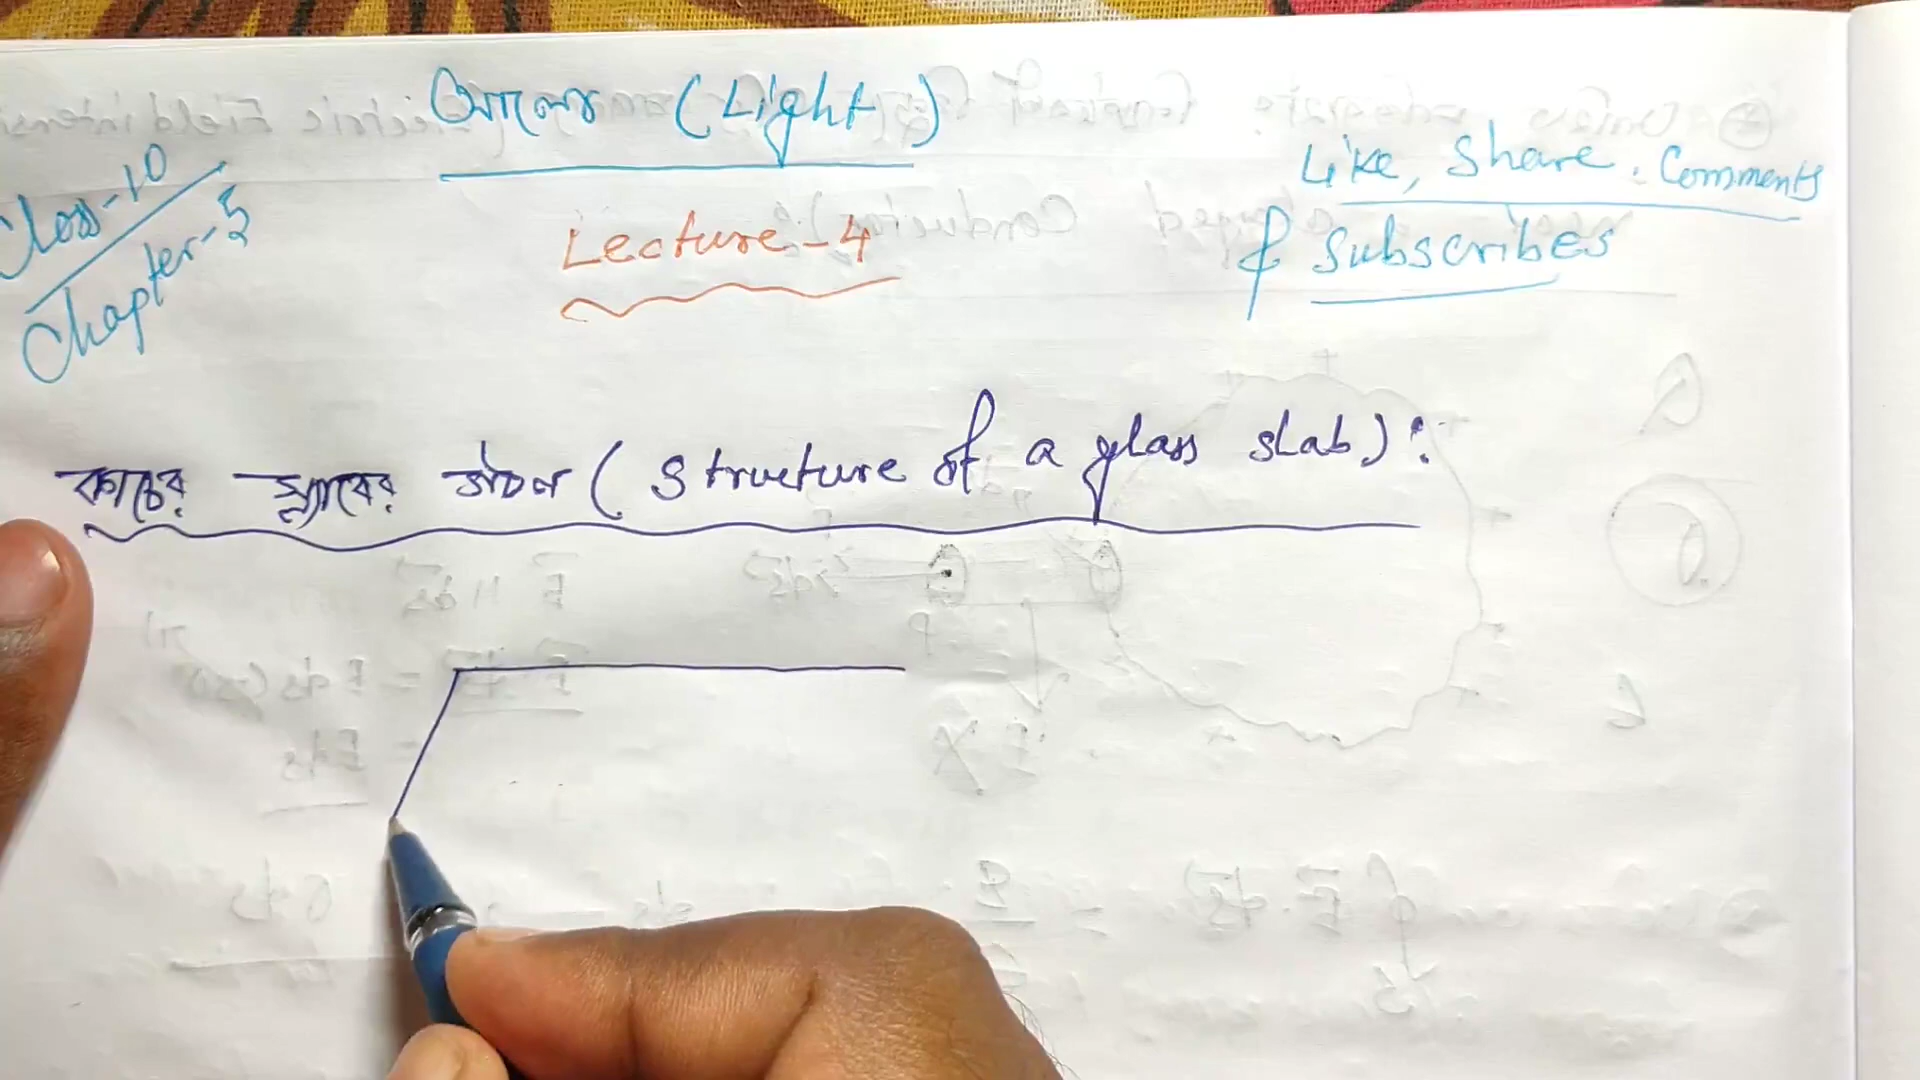 আলো (Light)
Class-10
Chapter-5
Lecture-4
Like, Share, Comments
& Subscribes
কাচের স্ল্যাবের গঠন (Structure of a glass slab):